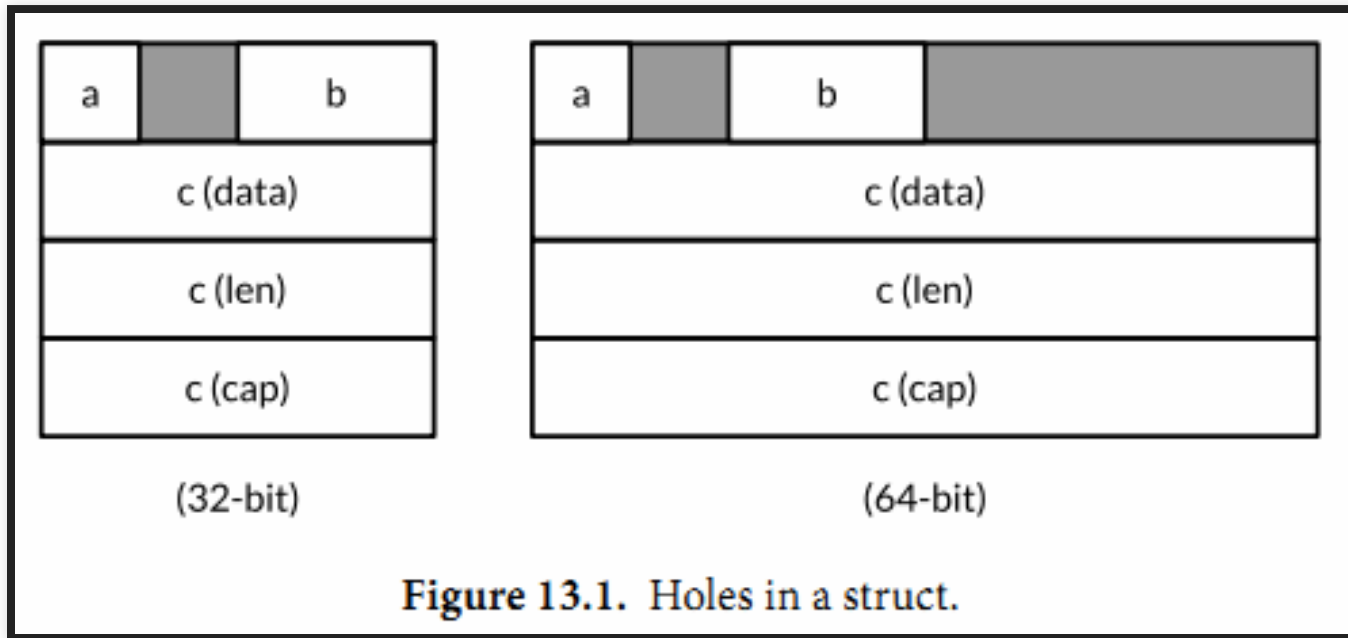 a b
c (data)
c (len)
c (cap)
(32-bit)
a b
c (data)
c (len)
c (cap)
(64-bit)
Figure 13.1. Holes in a struct.